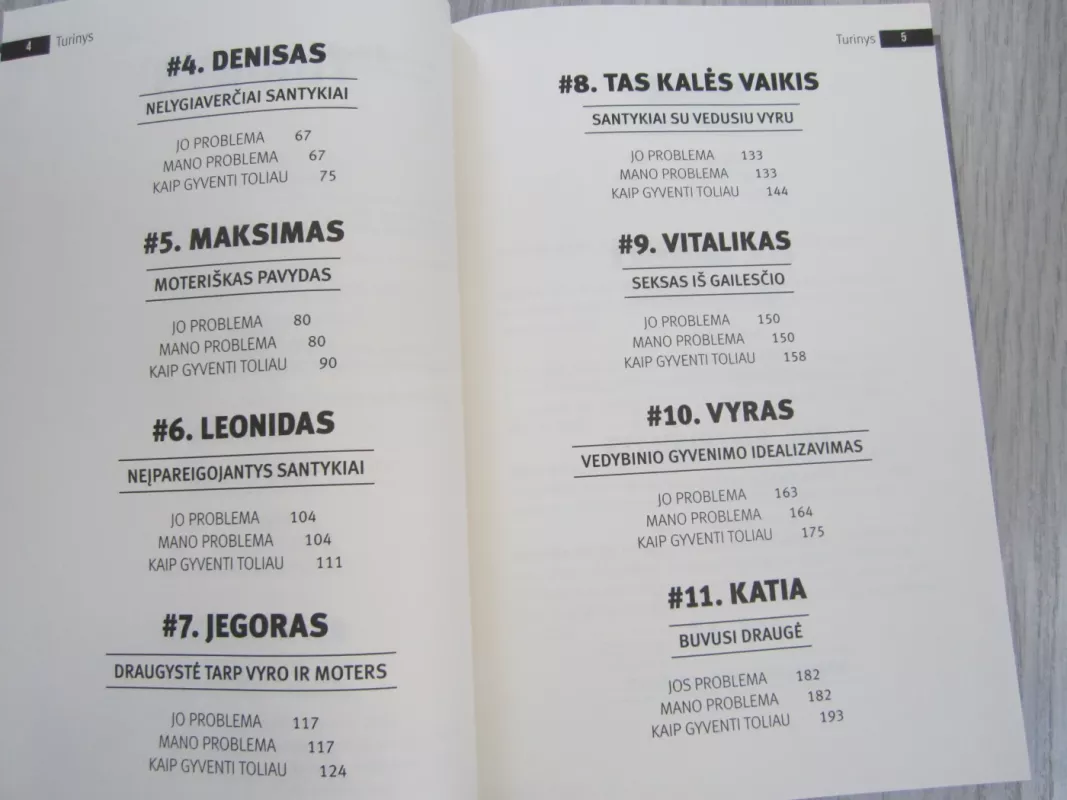 4 Turinys
#4. DENISAS
NELYGIAVERČIAI SANTYKIAI
JO PROBLEMA 67
MANO PROBLEMA 67
KAIP GYVENTI TOLIAU 75
#5. MAKSIMAS
MOTERIŠKAS PAVYDAS
JO PROBLEMA 80
MANO PROBLEMA 80
KAIP GYVENTI TOLIAU 90
#6. LEONIDAS
NEĮPAREIGOJANTYS SANTYKIAI
JO PROBLEMA 104
MANO PROBLEMA 104
KAIP GYVENTI TOLIAU 111
#7. JEGORAS
DRAUGYSTĖ TARP VYRO IR MOTERS
JO PROBLEMA 117
MANO PROBLEMA 117
KAIP GYVENTI TOLIAU 124
Turinys 5
#8. TAS KALĖS VAIKIS
SANTYKIAI SU VEDUSIU VYRU
JO PROBLEMA 133
MANO PROBLEMA 133
KAIP GYVENTI TOLIAU 144
#9. VITALIKAS
SEKSAS IŠ GAILESČIO
JO PROBLEMA 150
MANO PROBLEMA 150
KAIP GYVENTI TOLIAU 158
#10. VYRAS
VEDYBINIO GYVENIMO IDEALIZAVIMAS
JO PROBLEMA 163
MANO PROBLEMA 164
KAIP GYVENTI TOLIAU 175
#11. KATIA
BUVUSI DRAUGĖ
JOS PROBLEMA 182
MANO PROBLEMA 182
KAIP GYVENTI TOLIAU 193